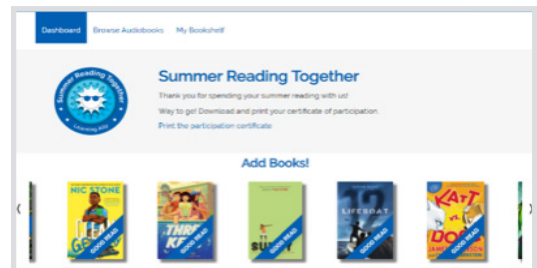 Dashboard Browse Audiobooks My Bookshelf
Summer Reading Together
Learning Ally
Summer Reading Together
Thank you for spending your summer reading with us!
Way to go! Download and print your certificate of participation.
Print the participation certificate
Add Books!
NIC STONE
GOOD READ
GOOD READ
GOOD READ
12
LIFEBOAT
GOOD READ
KATT
VS.
GOOD READ